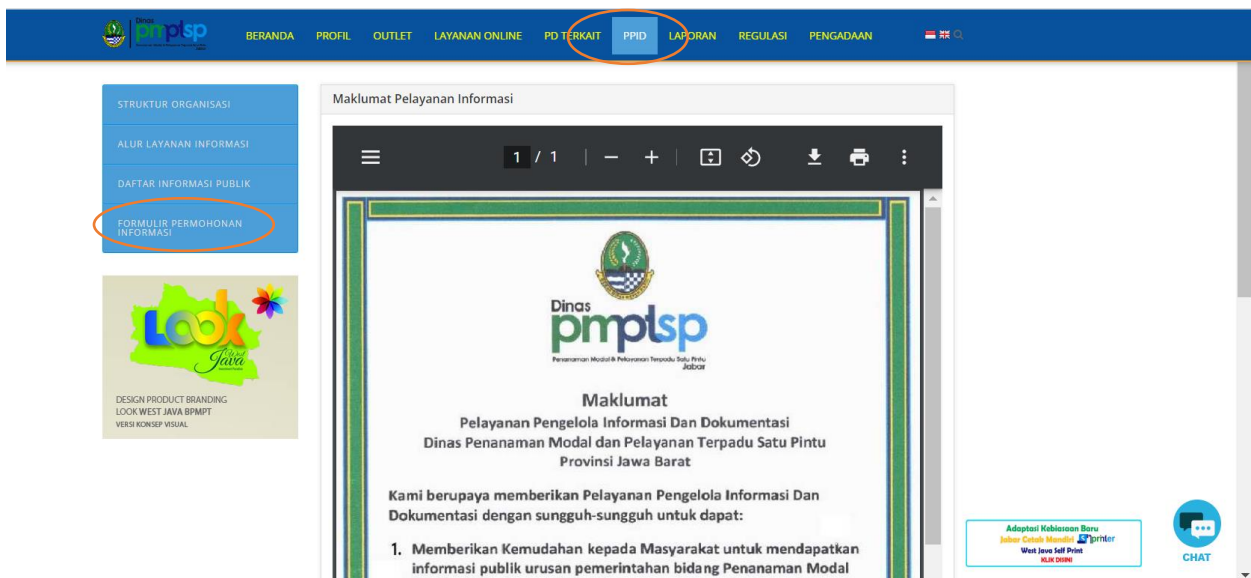 Dinas
pmptsp
BERANDA PROFIL OUTLET LAYANAN ONLINE PD TERKAIT PPID LAPORAN REGULASI PENGADAAN
STRUKTUR ORGANISASI
ALUR LAYANAN INFORMASI
DAFTAR INFORMASI PUBLIK
FORMULIR PERMOHONAN
INFORMASI
LOOK
West
Java
DESIGN PRODUCT BRANDING
LOOK WEST JAVA BPMPT
VERSI KONSEP VISUAL
Maklumat Pelayanan Informasi
1 / 1
Dinas
pmptsp
Penanaman Modal & Pelayanan Terpadu Satu Pintu
Jabar
Maklumat
Pelayanan Pengelola Informasi Dan Dokumentasi
Dinas Penanaman Modal dan Pelayanan Terpadu Satu Pintu
Provinsi Jawa Barat
Kami berupaya memberikan Pelayanan Pengelola Informasi Dan
Dokumentasi dengan sungguh-sungguh untuk dapat:
1. Memberikan Kemudahan kepada Masyarakat untuk mendapatkan
informasi publik urusan pemerintahan bidang Penanaman Modal
Adaptasi Kebiasaan Baru
Jabar Cetak Mandiri
West Java Self Print
KLIK DISINI
CHAT